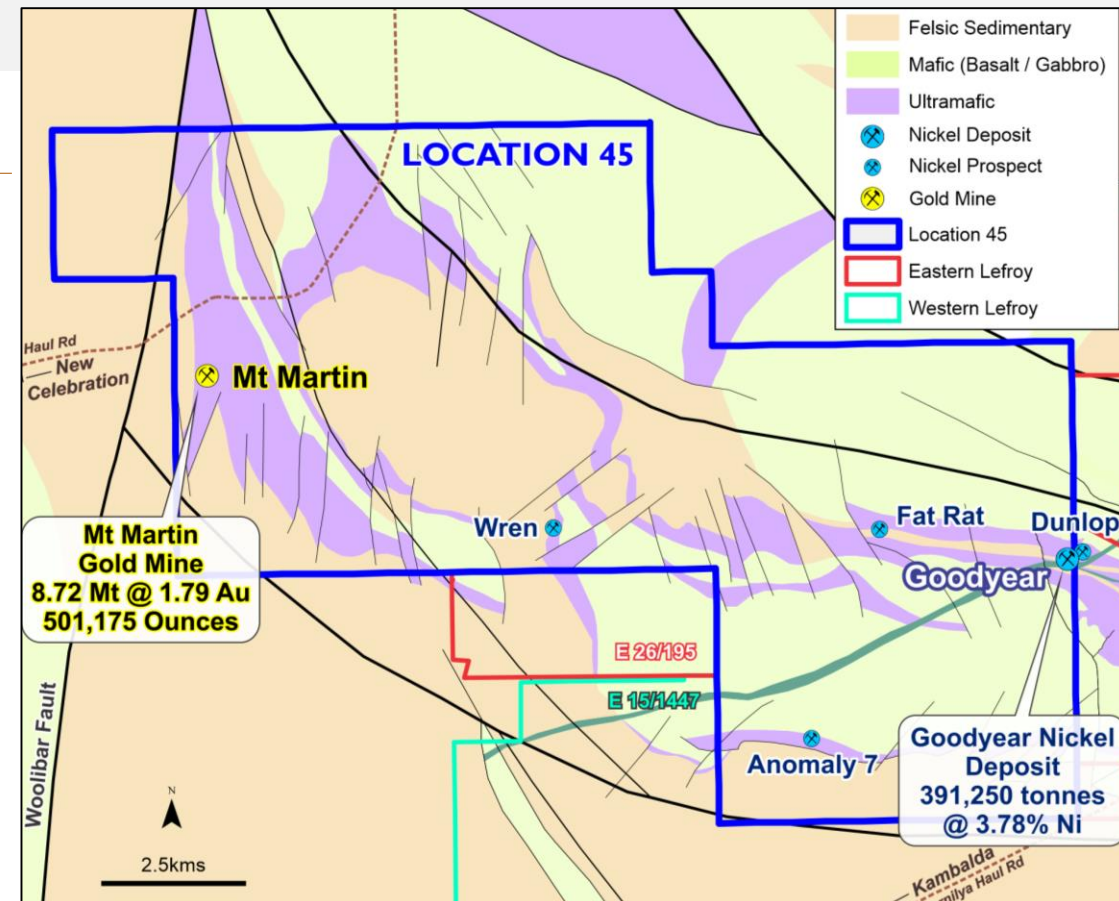 Felsic Sedimentary
Mafic (Basalt / Gabbro)
Ultramafic
Nickel Deposit
Nickel Prospect
Gold Mine
Location 45
Eastern Lefroy
Western Lefroy
LOCATION 45
Haul Rd
New
Celebration
Mt Martin
Mt Martin
Gold Mine
8.72 Mt @ 1.79 Au
501,175 Ounces
Wren
Fat Rat
Dunlop
Goodyear
E 26/195
E 15/1447
Anomaly 7
Goodyear Nickel
Deposit
391,250 tonnes
@ 3.78% Ni
Woolibar Fault
N
2.5kms
Kambalda
Haul Rd